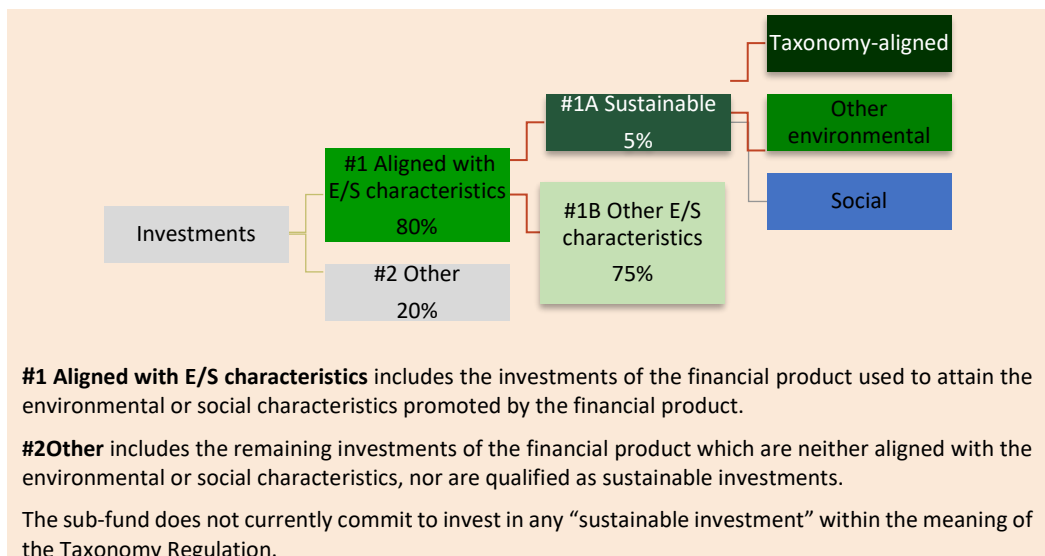 Taxonomy-aligned
#1A Sustainable
5%
Other
environmental
#1 Aligned with
E/S characteristics
80%
Social
#1B Other E/S
characteristics
75%
Investments
#2 Other
20%
#1 Aligned with E/S characteristics includes the investments of the financial product used to attain the
environmental or social characteristics promoted by the financial product.
#2Other includes the remaining investments of the financial product which are neither aligned with the
environmental or social characteristics, nor are qualified as sustainable investments.
The sub-fund does not currently commit to invest in any “sustainable investment” within the meaning of
the Taxonomy Regulation.